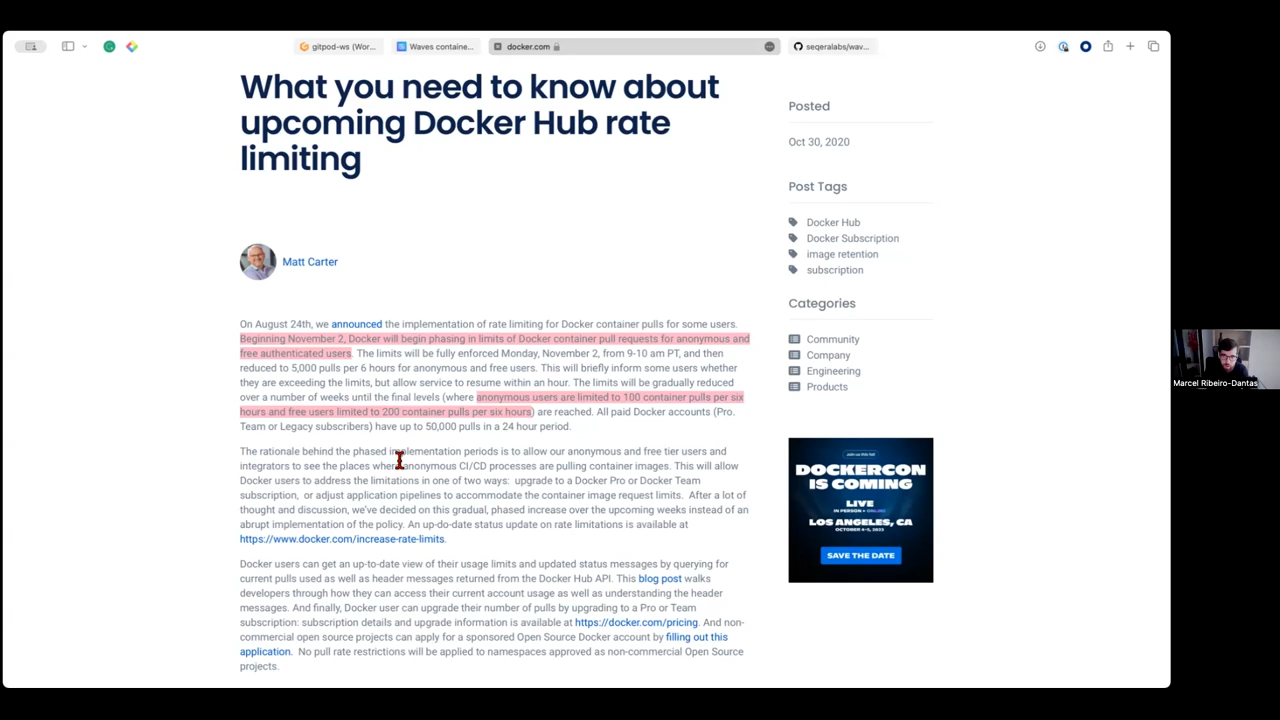 gitpod-ws (Wor...
Waves containe...
docker.com
seqeralabs/wav...
What you need to know about
upcoming Docker Hub rate
limiting
Matt Carter
On August 24th, we announced the implementation of rate limiting for Docker container pulls for some users.
Beginning November 2, Docker will begin phasing in limits of Docker container pull requests for anonymous and
free authenticated users. The limits will be fully enforced Monday, November 2, from 9-10 am PT, and then
reduced to 5,000 pulls per 6 hours for anonymous and free users. This will briefly inform some users whether
they are exceeding the limits, but allow service to resume within an hour. The limits will be gradually reduced
over a number of weeks until the final levels (where anonymous users are limited to 100 container pulls per six
hours and free users limited to 200 container pulls per six hours) are reached. All paid Docker accounts (Pro.
Team or Legacy subscribers) have up to 50,000 pulls in a 24 hour period.
The rationale behind the phased implementation periods is to allow our anonymous and free tier users and
integrators to see the places where anonymous CI/CD processes are pulling container images. This will allow
Docker users to address the limitations in one of two ways: upgrade to a Docker Pro or Docker Team
subscription, or adjust application pipelines to accommodate the container image request limits. After a lot of
thought and discussion, we've decided on this gradual, phased increase over the upcoming weeks instead of an
abrupt implementation of the policy. An up-do-date status update on rate limitations is available at
https://www.docker.com/increase-rate-limits.
Docker users can get an up-to-date view of their usage limits and updated status messages by querying for
current pulls used as well as header messages returned from the Docker Hub API. This blog post walks
developers through how they can access their current account usage as well as understanding the header
messages. And finally, Docker user can upgrade their number of pulls by upgrading to a Pro or Team
subscription: subscription details and upgrade information is available at https://docker.com/pricing. And non-
commercial open source projects can apply for a sponsored Open Source Docker account by filling out this
application. No pull rate restrictions will be applied to namespaces approved as non-commercial Open Source
projects.
Posted
Oct 30, 2020
Post Tags
Docker Hub
Docker Subscription
image retention
subscription
Categories
Community
Company
Engineering
Products
Join us this fall
DOCKERCON
IS COMING
LIVE
IN PERSON + ONLINE
LOS ANGELES, CA
OCTOBER 4-5, 2023
SAVE THE DATE
Marcel Ribeiro-Dantas